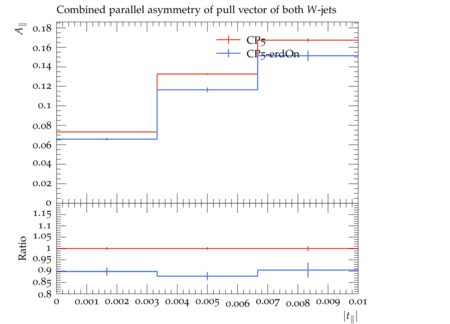 Combined parallel asymmetry of pull vector of both W-jets
A∥
0.18
0.16
0.14
0.12
0.1
0.08
0.06
0.04
0.02
0
CP5
CP5-erdOn
Ratio
1.15
1.1
1.05
1
0.95
0.9
0.85
0.8
0 0.001 0.002 0.003 0.004 0.005 0.006 0.007 0.008 0.009 0.01
|t∥|